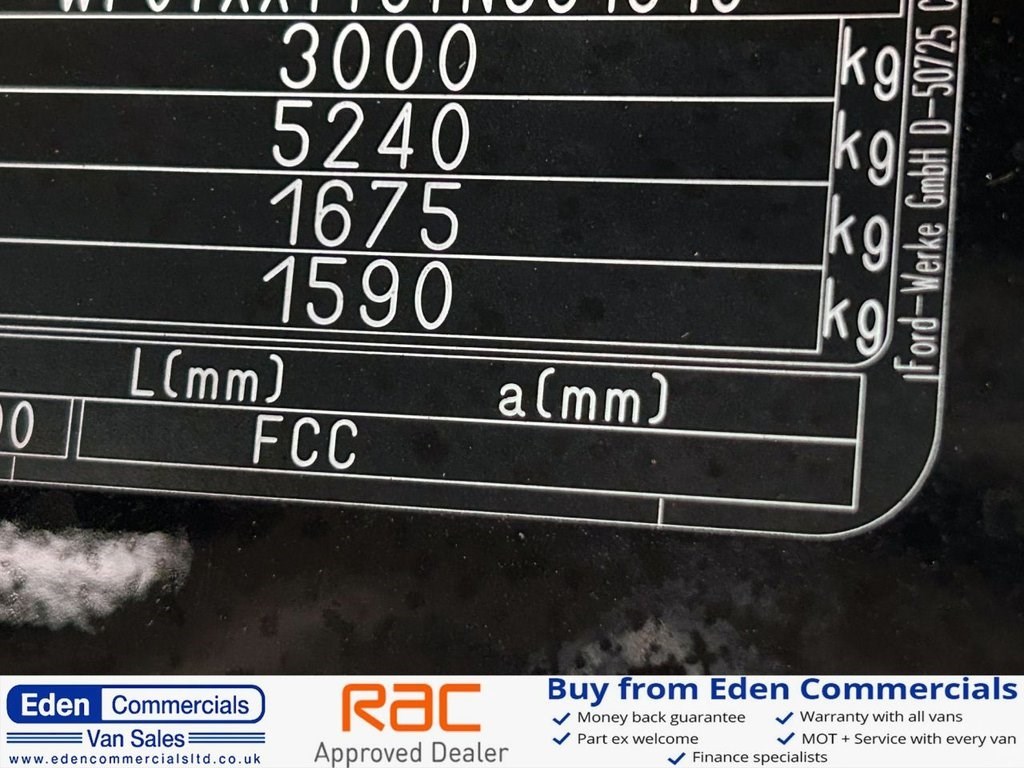 3000 kg
5240 kg
1675 kg
1590 kg
Ford-Werke GmbH D-50725
L(mm) a(mm)
FCC
Eden Commercials
Van Sales
www.edencommercialsltd.co.uk
RAC
Approved Dealer
Buy from Eden Commercials
Money back guarantee
Warranty with all vans
Part ex welcome
MOT + Service with every van
Finance specialists